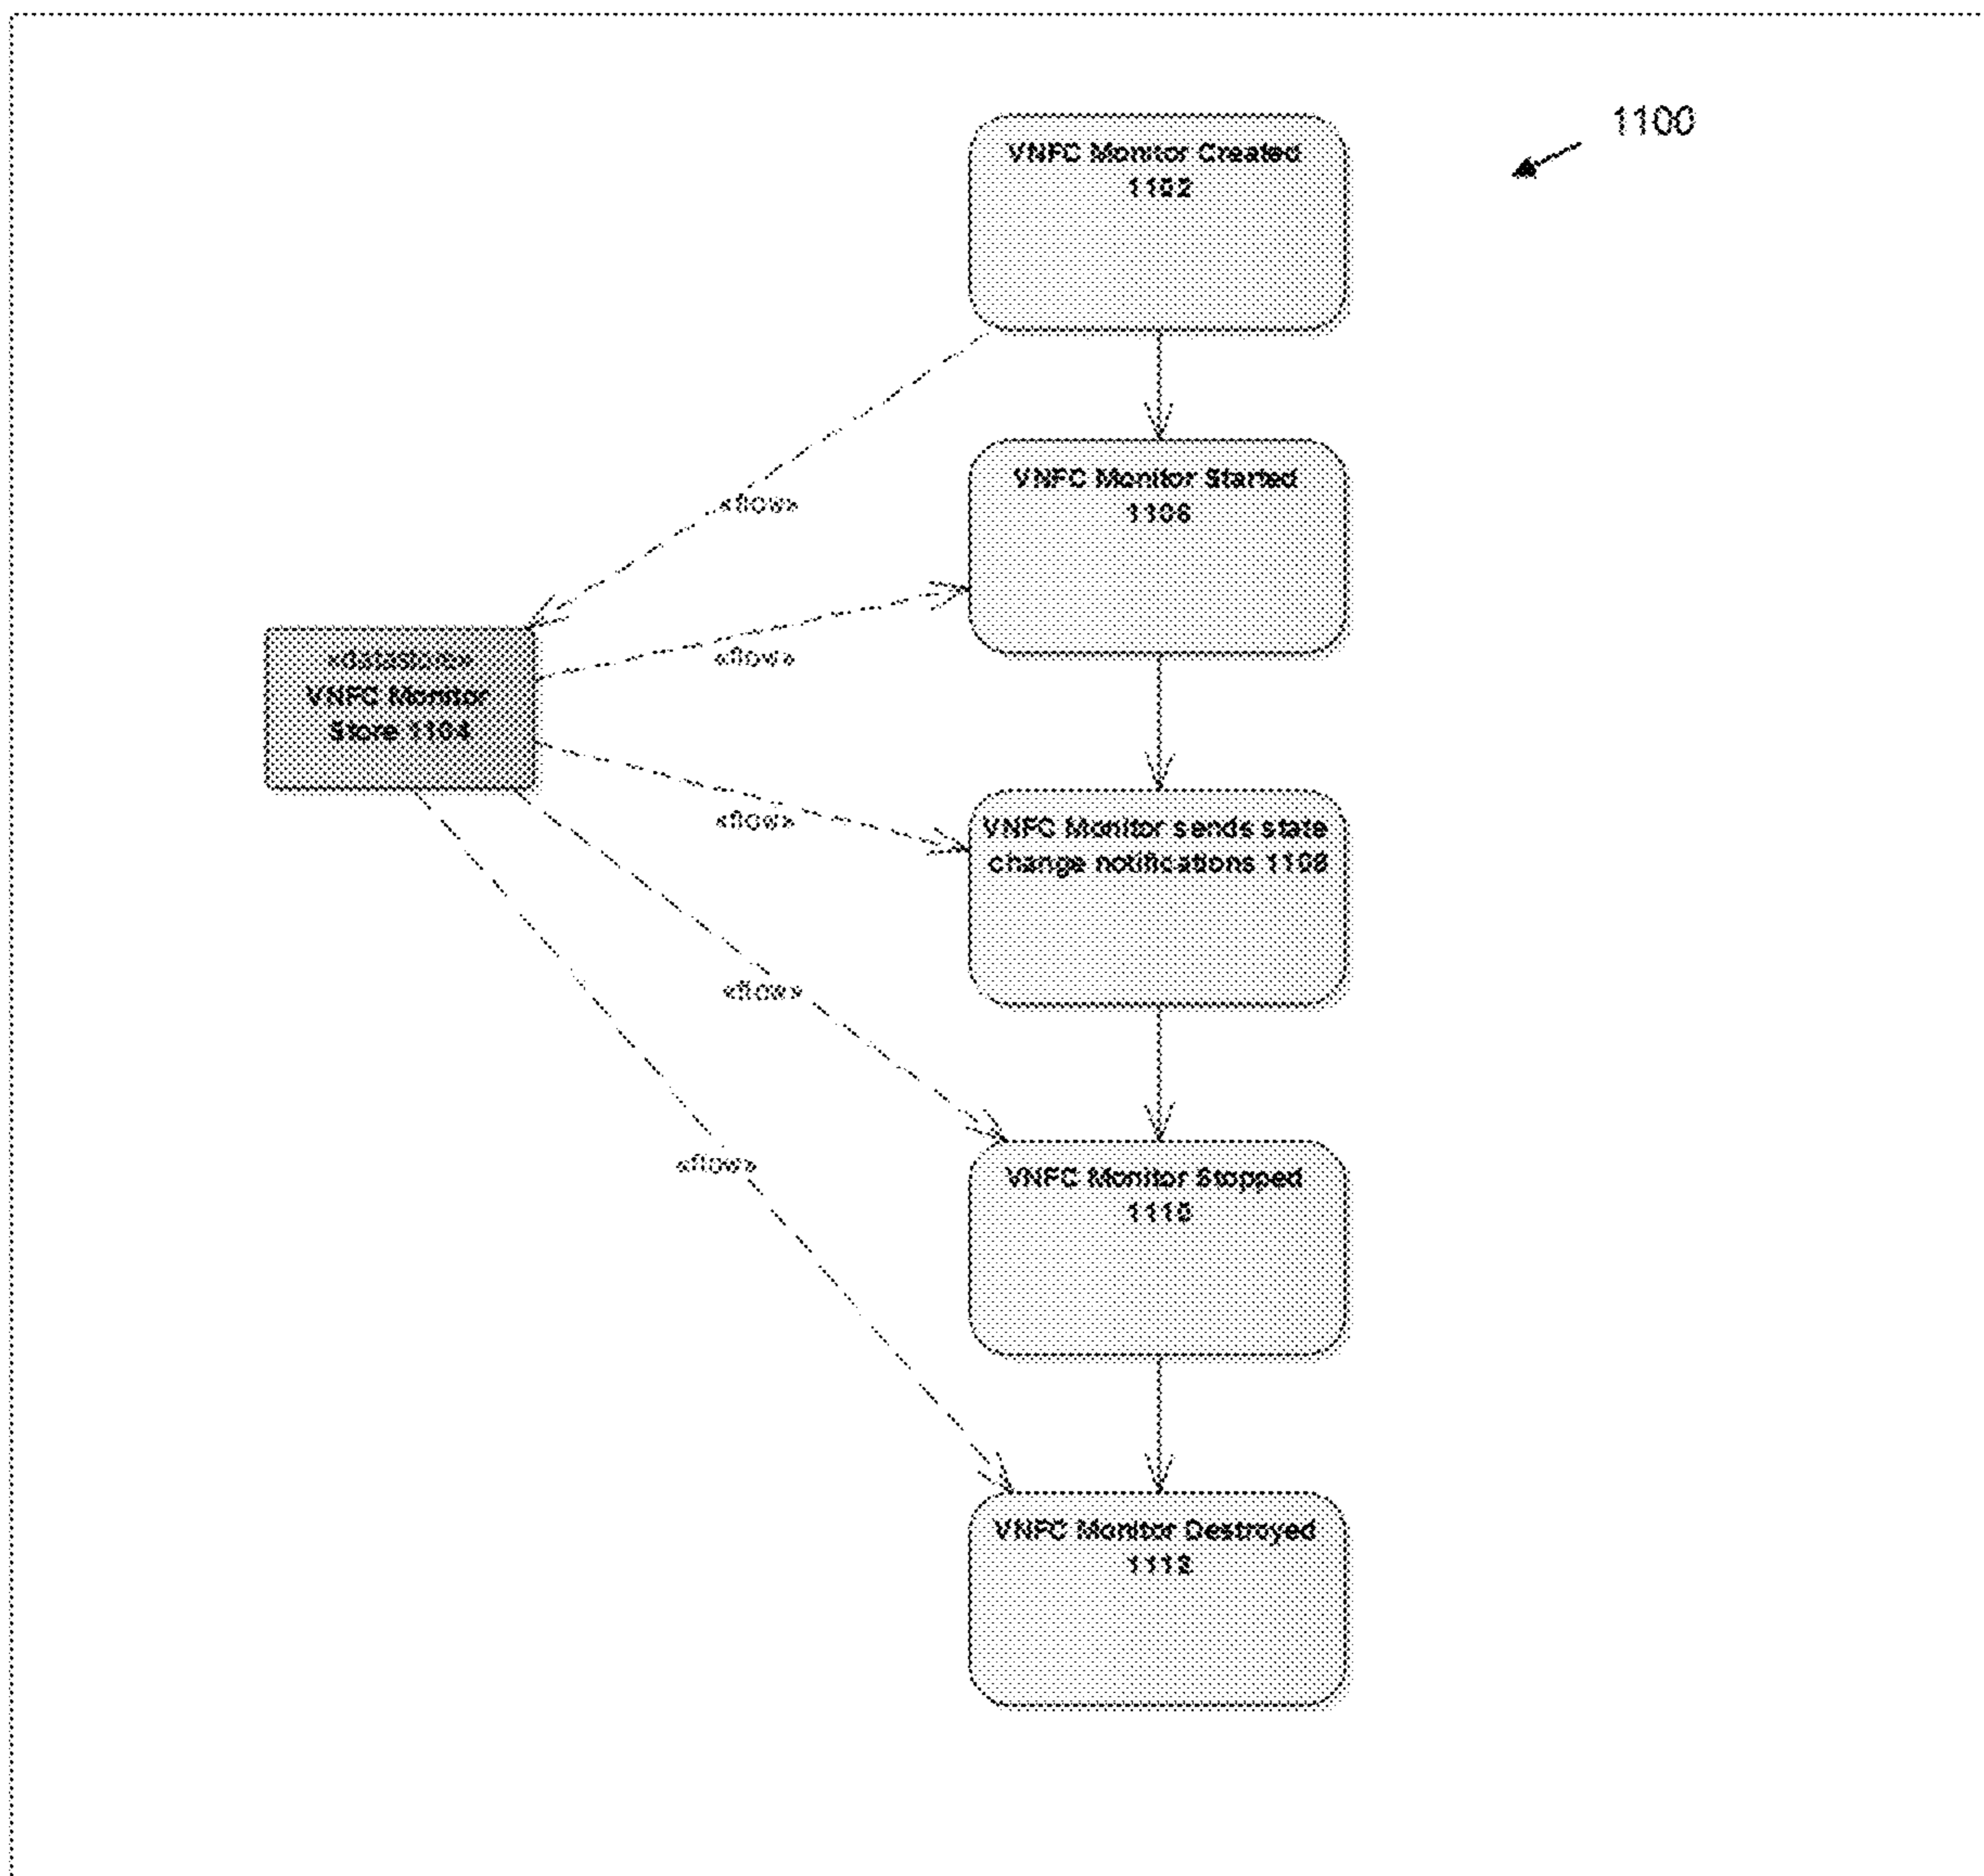 1100
VNFC Monitor Created
1102
VNFC Monitor Started
1106
«flow»
«flow»
«datastore»
VNFC Monitor
Store 1104
«flow»
VNFC Monitor sends state
change notifications 1108
«flow»
VNFC Monitor Stopped
1110
«flow»
VNFC Monitor Destroyed
1112